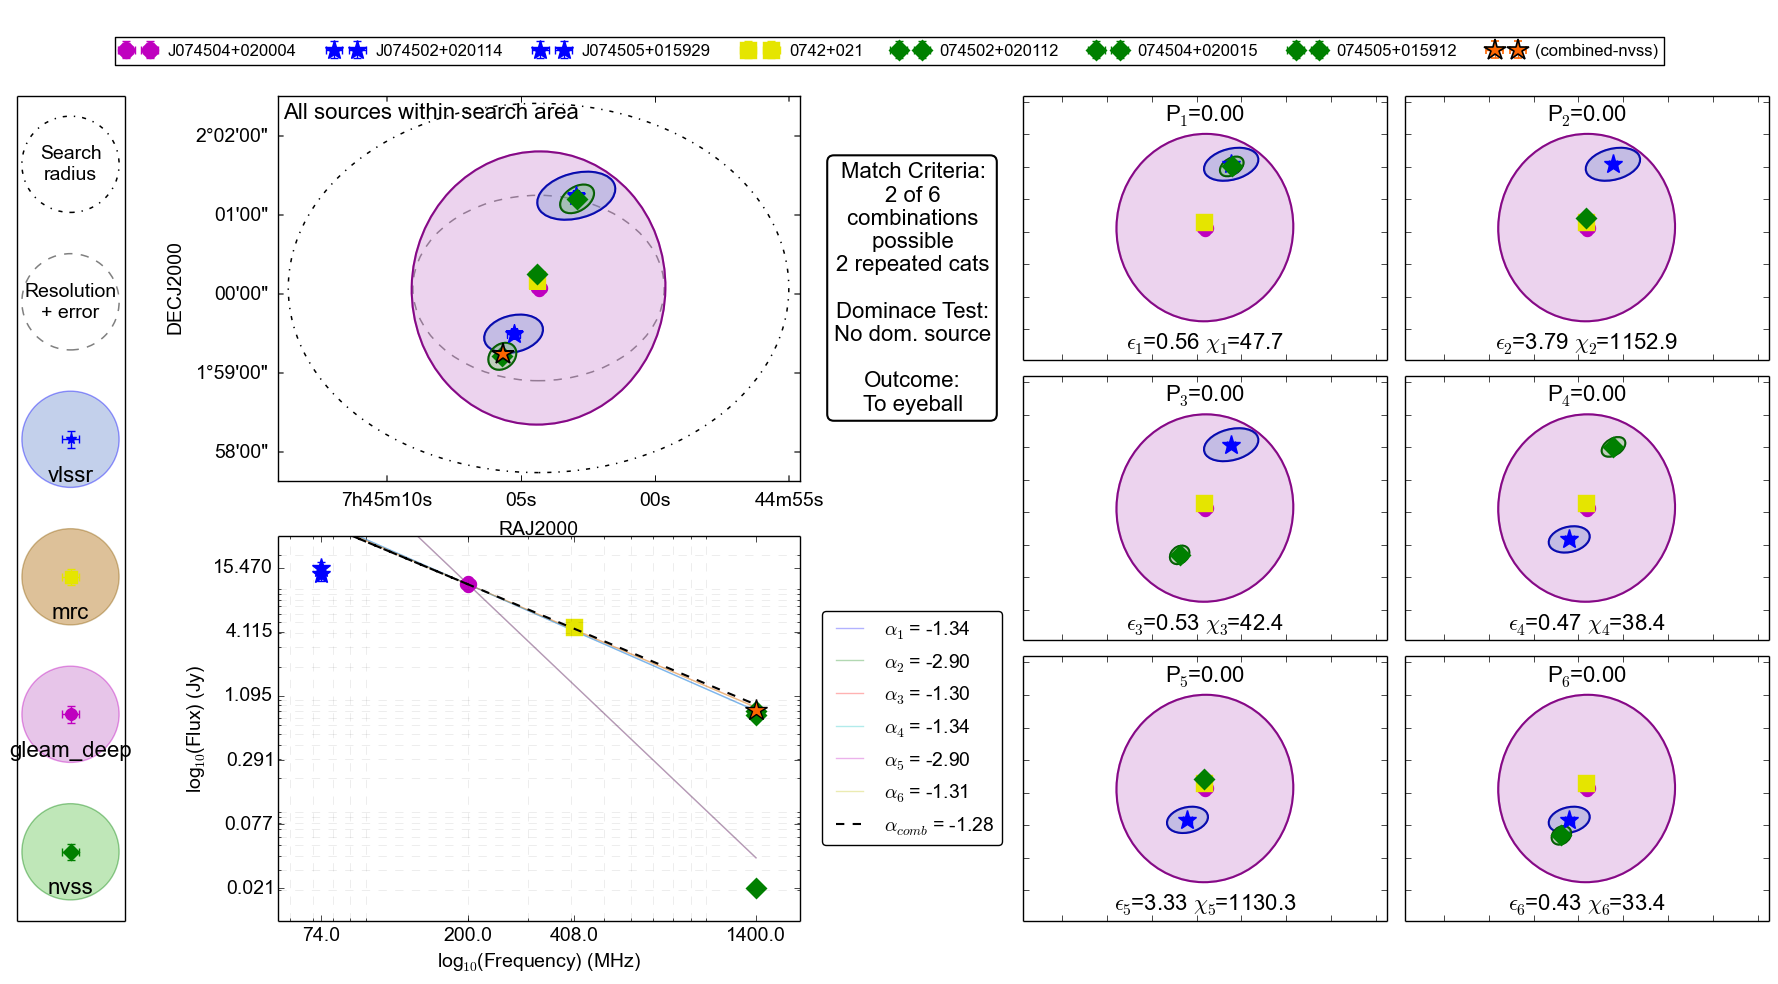 J074504+020004 J074502+020114 J074505+015929 0742+021 074502+020112 074504+020015 074505+015912 (combined-nvss)
Search
radius
Resolution
+ error
vlssr
mrc
gleam_deep
nvss
All sources within search area
DECJ2000
2°02'00"
01'00"
00'00"
1°59'00"
58'00"
7h45m10s 05s 00s 44m55s
RAJ2000
Match Criteria:
2 of 6
combinations
possible
2 repeated cats
Dominace Test:
No dom. source
Outcome:
To eyeball
log₁₀(Flux) (Jy)
15.470
4.115
1.095
0.291
0.077
0.021
74.0 200.0 408.0 1400.0
log₁₀(Frequency) (MHz)
α₁ = -1.34
α₂ = -2.90
α₃ = -1.30
α₄ = -1.34
α₅ = -2.90
α₆ = -1.31
α_comb = -1.28
P₁=0.00
ϵ₁=0.56 χ₁=47.7
P₂=0.00
ϵ₂=3.79 χ₂=1152.9
P₃=0.00
ϵ₃=0.53 χ₃=42.4
P₄=0.00
ϵ₄=0.47 χ₄=38.4
P₅=0.00
ϵ₅=3.33 χ₅=1130.3
P₆=0.00
ϵ₆=0.43 χ₆=33.4